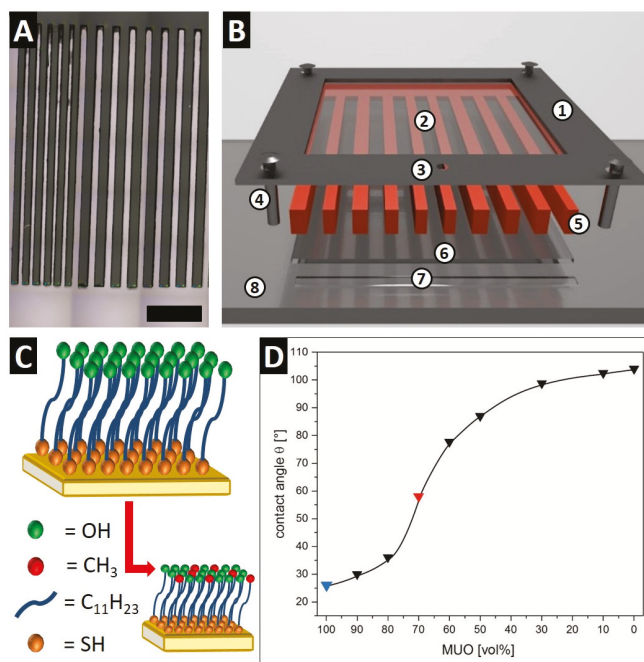 A
B
1
2
3
4
5
6
7
8
C
= OH
= CH₃
= C₁₁H₂₃
= SH
D
contact angle θ [°]
110
100
90
80
70
60
50
40
30
20
100 90 80 70 60 50 40 30 20 10 0
MUO [vol%]